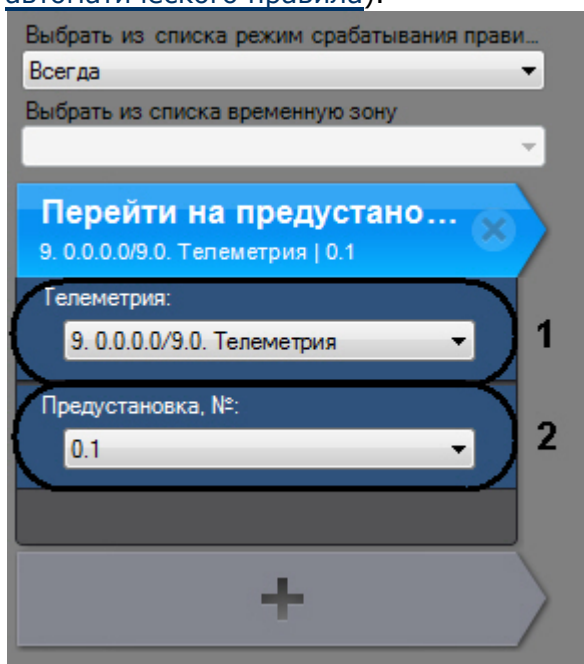 автоматического правила).
Выбрать из списка режим срабатывания прави...
Всегда
Выбрать из списка временную зону
Перейти на предустано...
9. 0.0.0.0/9.0. Телеметрия | 0.1
Телеметрия:
9. 0.0.0.0/9.0. Телеметрия
1
Предустановка, №:
0.1
2